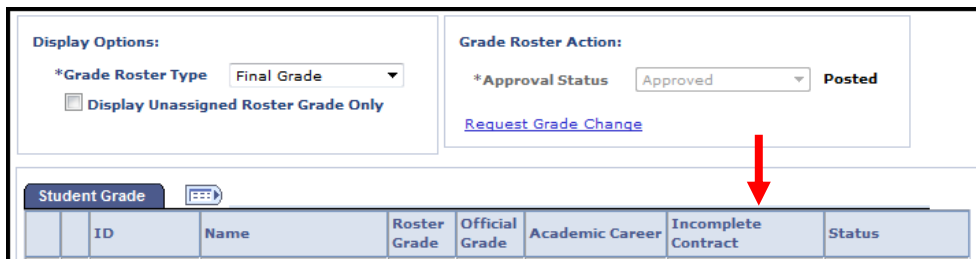 Display Options:
*Grade Roster Type Final Grade
Display Unassigned Roster Grade Only
Grade Roster Action:
*Approval Status Approved Posted
Request Grade Change
Student Grade
ID Name Roster Grade Official Grade Academic Career Incomplete Contract Status